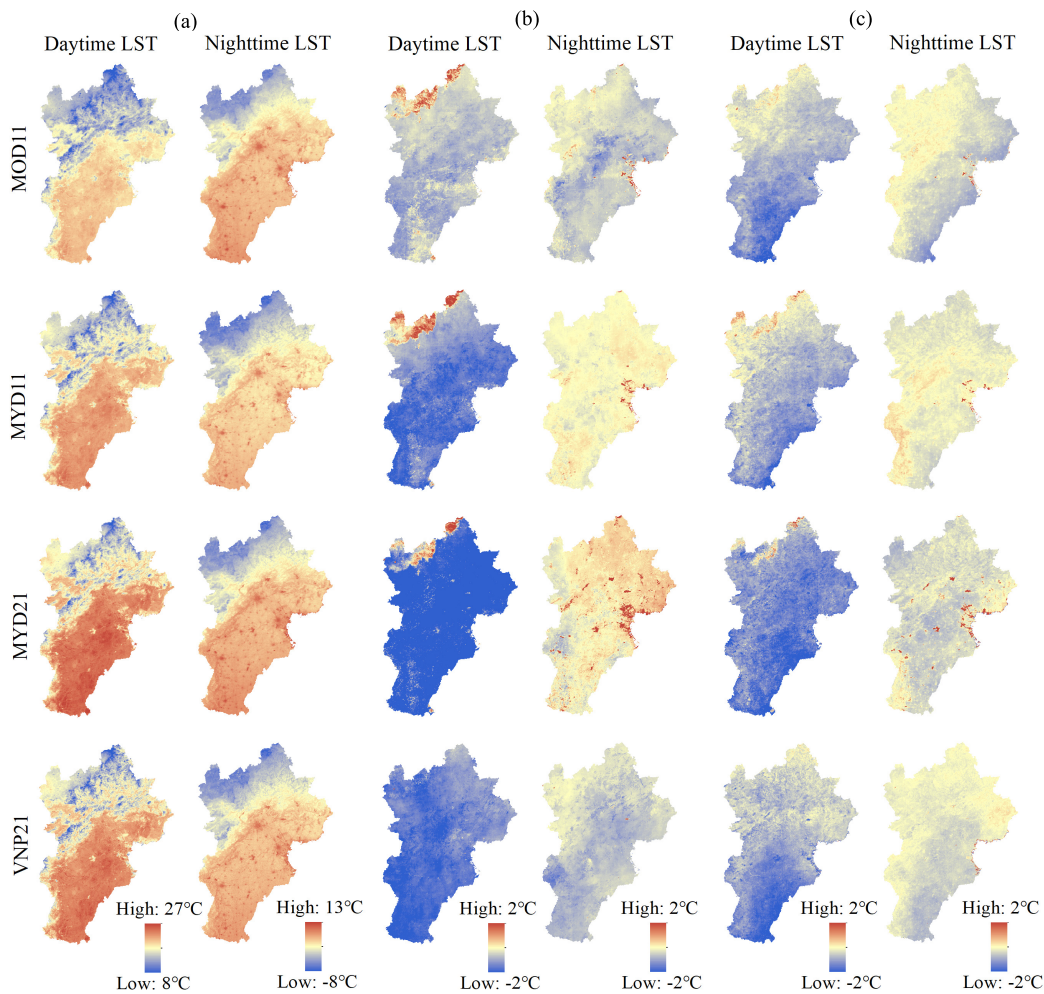 (a) (b) (c)
Daytime LST Nighttime LST Daytime LST Nighttime LST Daytime LST Nighttime LST
MOD11
MYD11
MYD21
VNP21
High: 27℃ High: 13℃ High: 2℃ High: 2℃ High: 2℃ High: 2℃
Low: 8℃ Low: -8℃ Low: -2℃ Low: -2℃ Low: -2℃ Low: -2℃